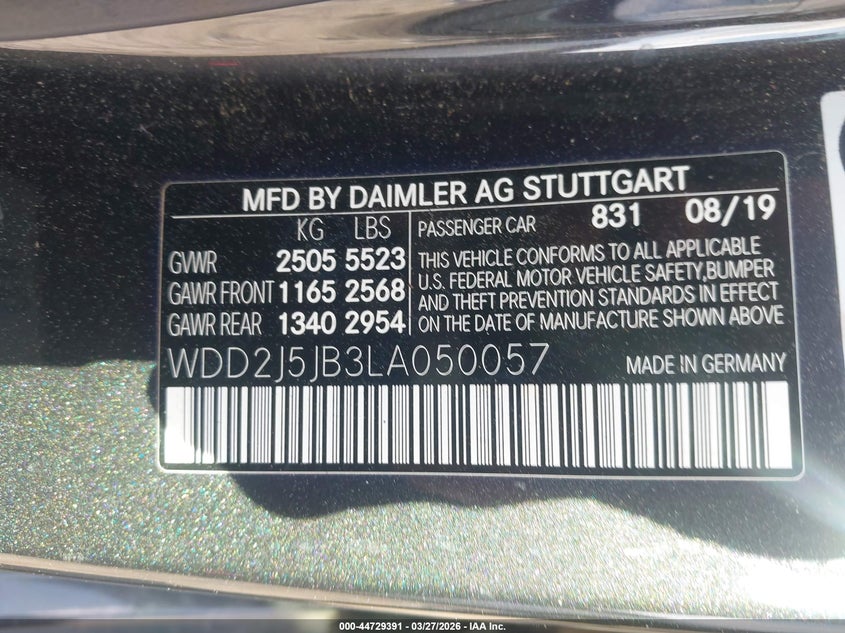 MFD BY DAIMLER AG STUTTGART
KG LBS
GVWR 2505 5523
GAWR FRONT 1165 2568
GAWR REAR 1340 2954
PASSENGER CAR 831 08/19
THIS VEHICLE CONFORMS TO ALL APPLICABLE
U.S. FEDERAL MOTOR VEHICLE SAFETY,BUMPER
AND THEFT PREVENTION STANDARDS IN EFFECT
ON THE DATE OF MANUFACTURE SHOWN ABOVE
WDD2J5JB3LA050057 MADE IN GERMANY
000-44729391 | 03/27/2026 - IAA Inc.